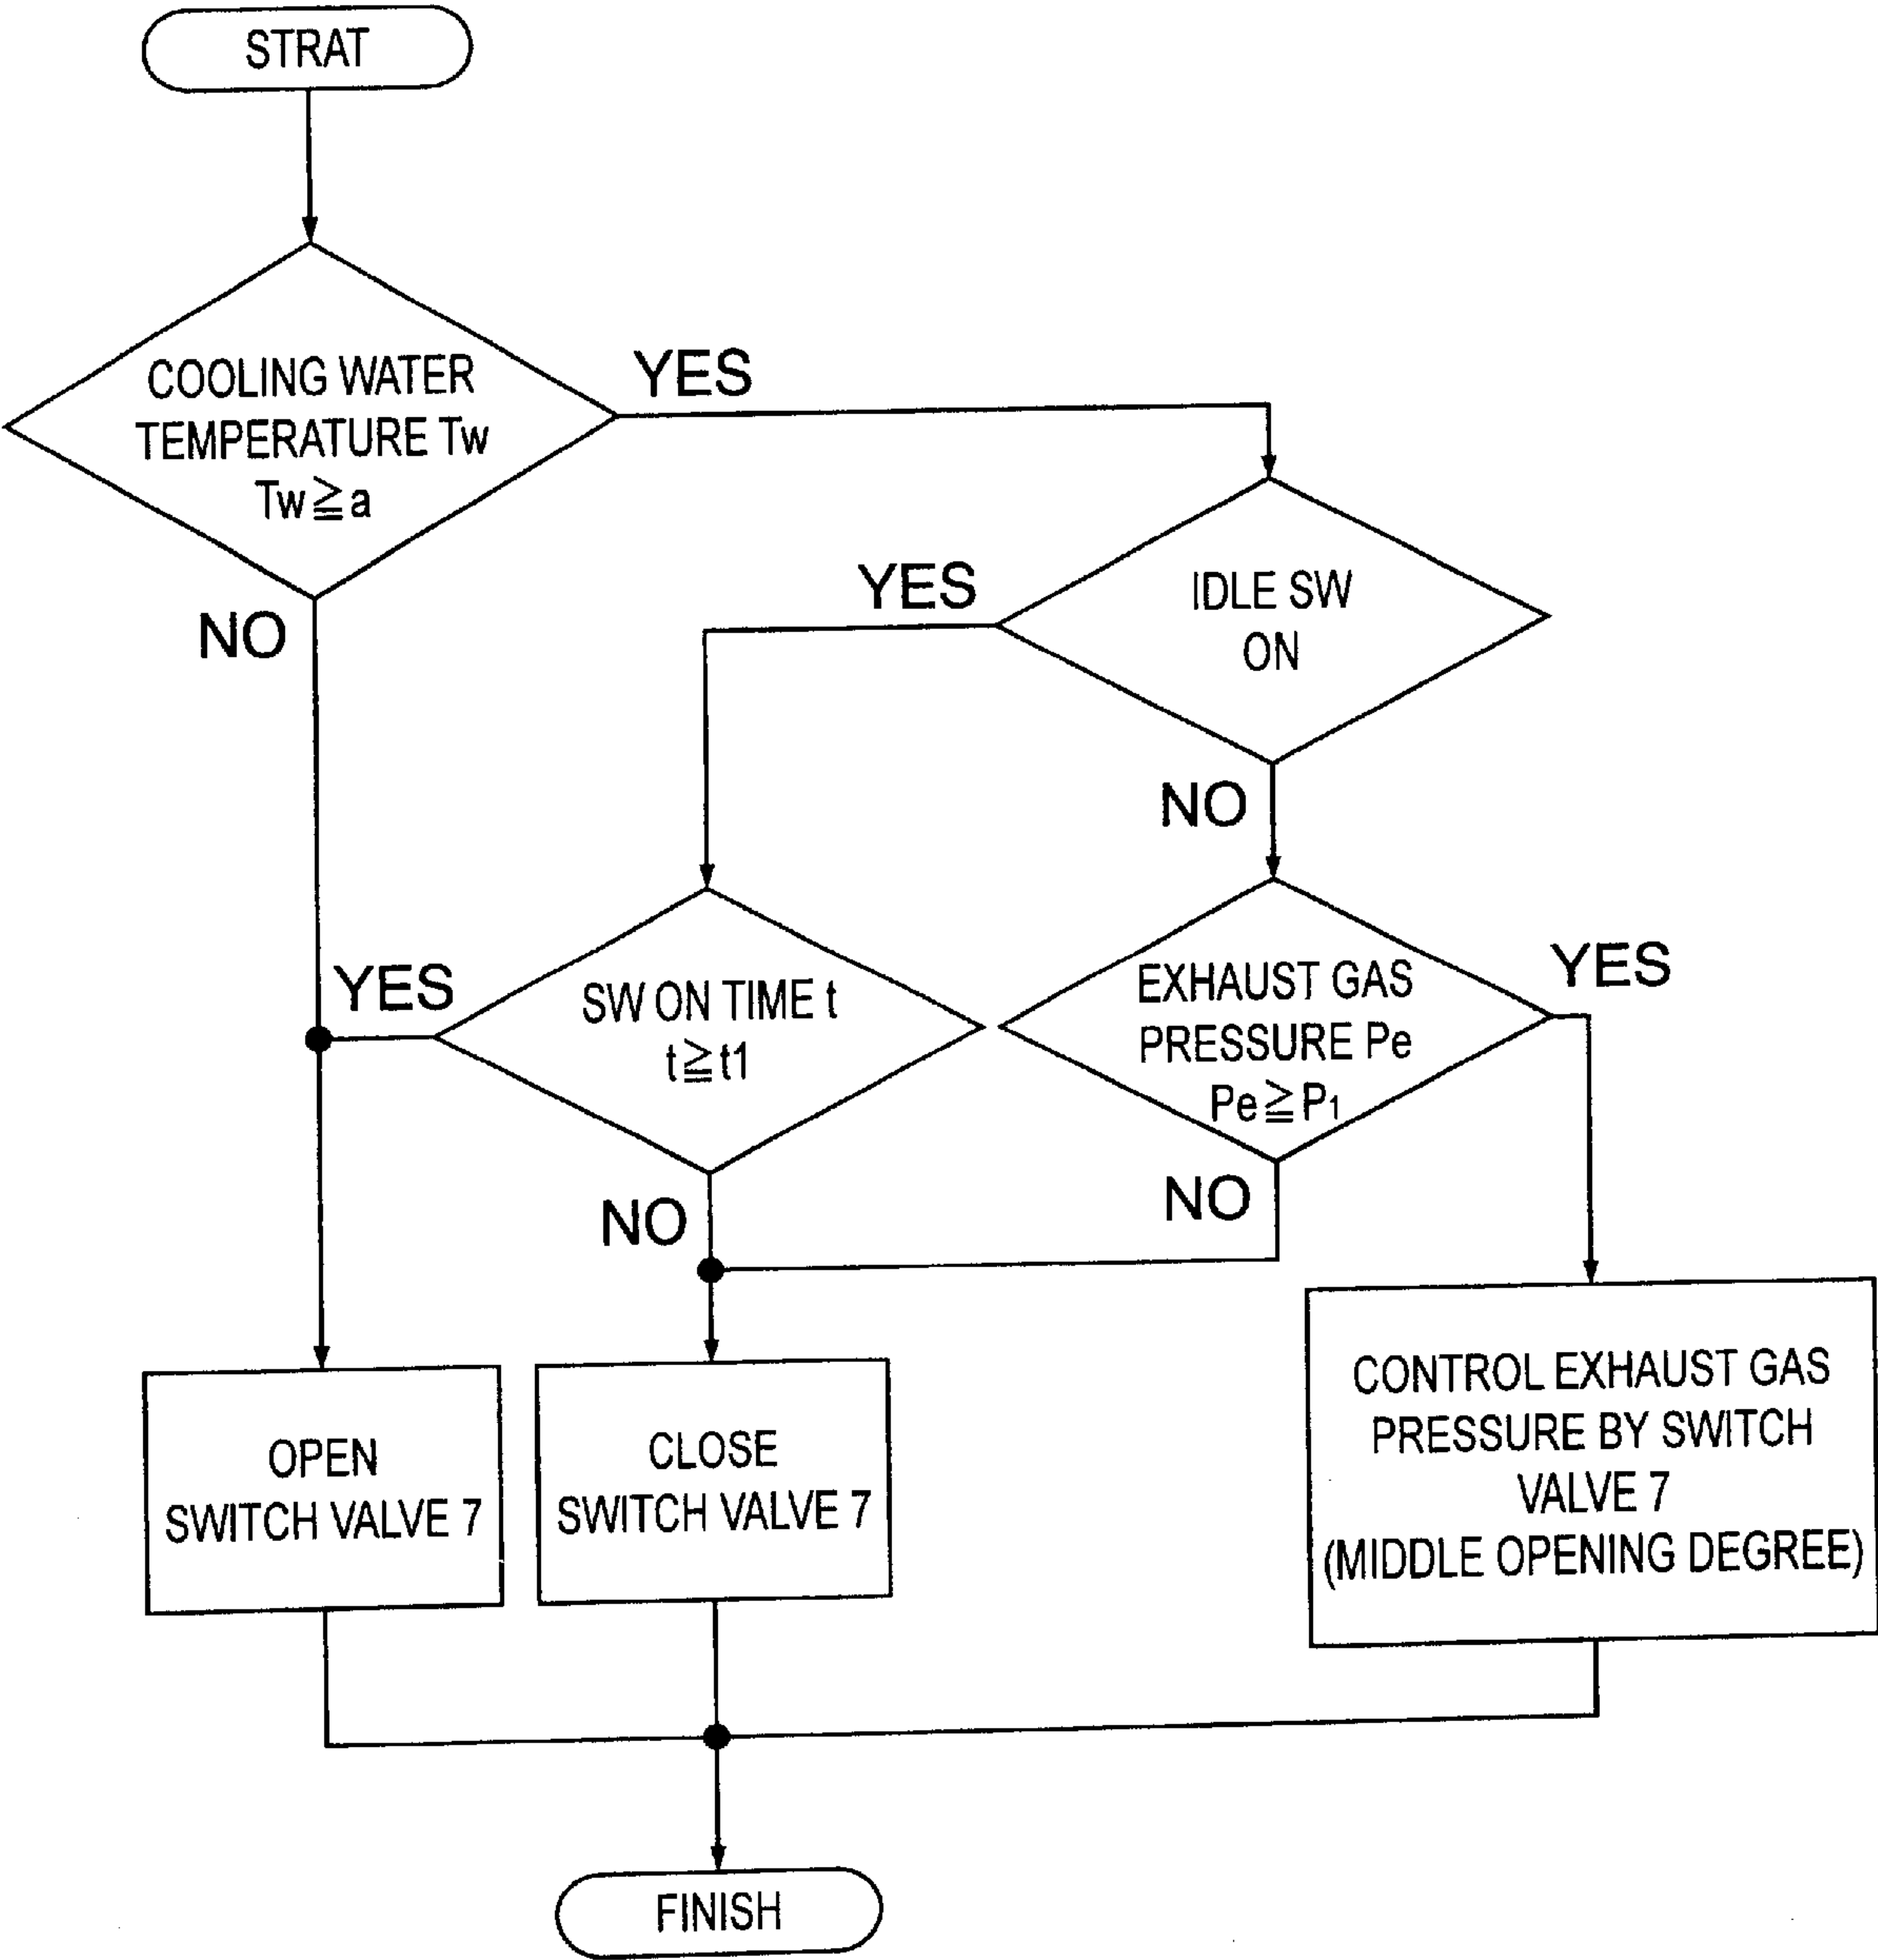 STRAT
COOLING WATER
TEMPERATURE Tw
Tw≧a
YES
NO
IDLE SW
ON
YES
NO
SW ON TIME t
t≧t1
YES
NO
EXHAUST GAS
PRESSURE Pe
Pe≧P₁
YES
NO
OPEN
SWITCH VALVE 7
CLOSE
SWITCH VALVE 7
CONTROL EXHAUST GAS
PRESSURE BY SWITCH
VALVE 7
(MIDDLE OPENING DEGREE)
FINISH